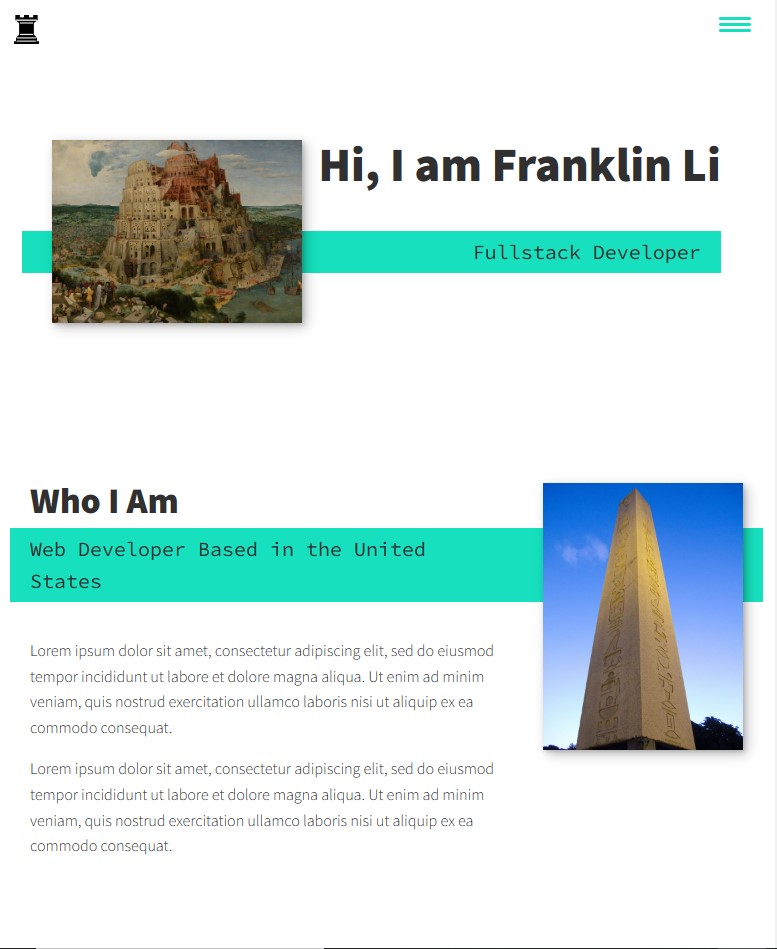 Hi, I am Franklin Li
Fullstack Developer
Who I Am
Web Developer Based in the United
States
Lorem ipsum dolor sit amet, consectetur adipiscing elit, sed do eiusmod
tempor incididunt ut labore et dolore magna aliqua. Ut enim ad minim
veniam, quis nostrud exercitation ullamco laboris nisi ut aliquip ex ea
commodo consequat.
Lorem ipsum dolor sit amet, consectetur adipiscing elit, sed do eiusmod
tempor incididunt ut labore et dolore magna aliqua. Ut enim ad minim
veniam, quis nostrud exercitation ullamco laboris nisi ut aliquip ex ea
commodo consequat.